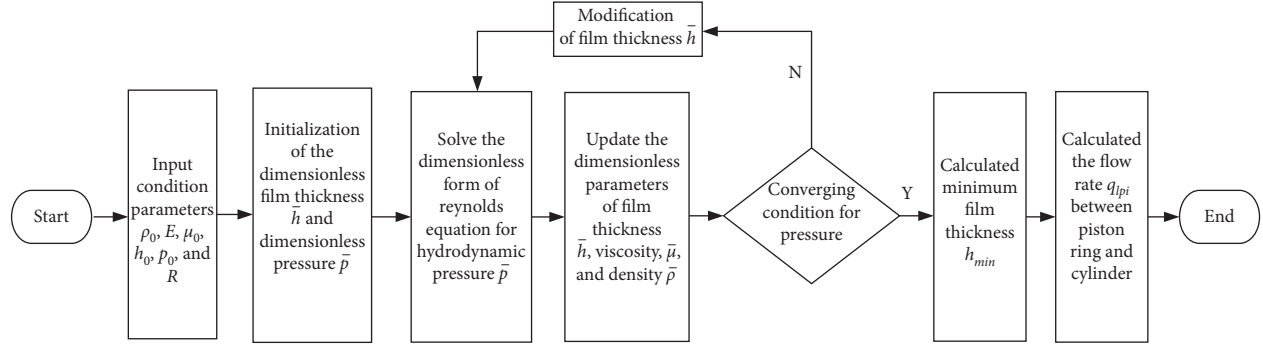 Modification
of film thickness h̄
N
Start
Input
condition
parameters
ρ₀, E, μ₀,
h₀, p₀, and
R
Initialization
of the
dimensionless
film thickness
h̄ and
dimensionless
pressure p̄
Solve the
dimensionless
form of
reynolds
equation for
hydrodynamic
pressure p̄
Update the
dimensionless
parameters
of film
thickness
h̄, viscosity, μ̄,
and density ρ̄
Converging
condition for
pressure
Y
Calculated
minimum
film
thickness
hmin
Calculated
the flow
rate qlpi
between
piston
ring and
cylinder
End